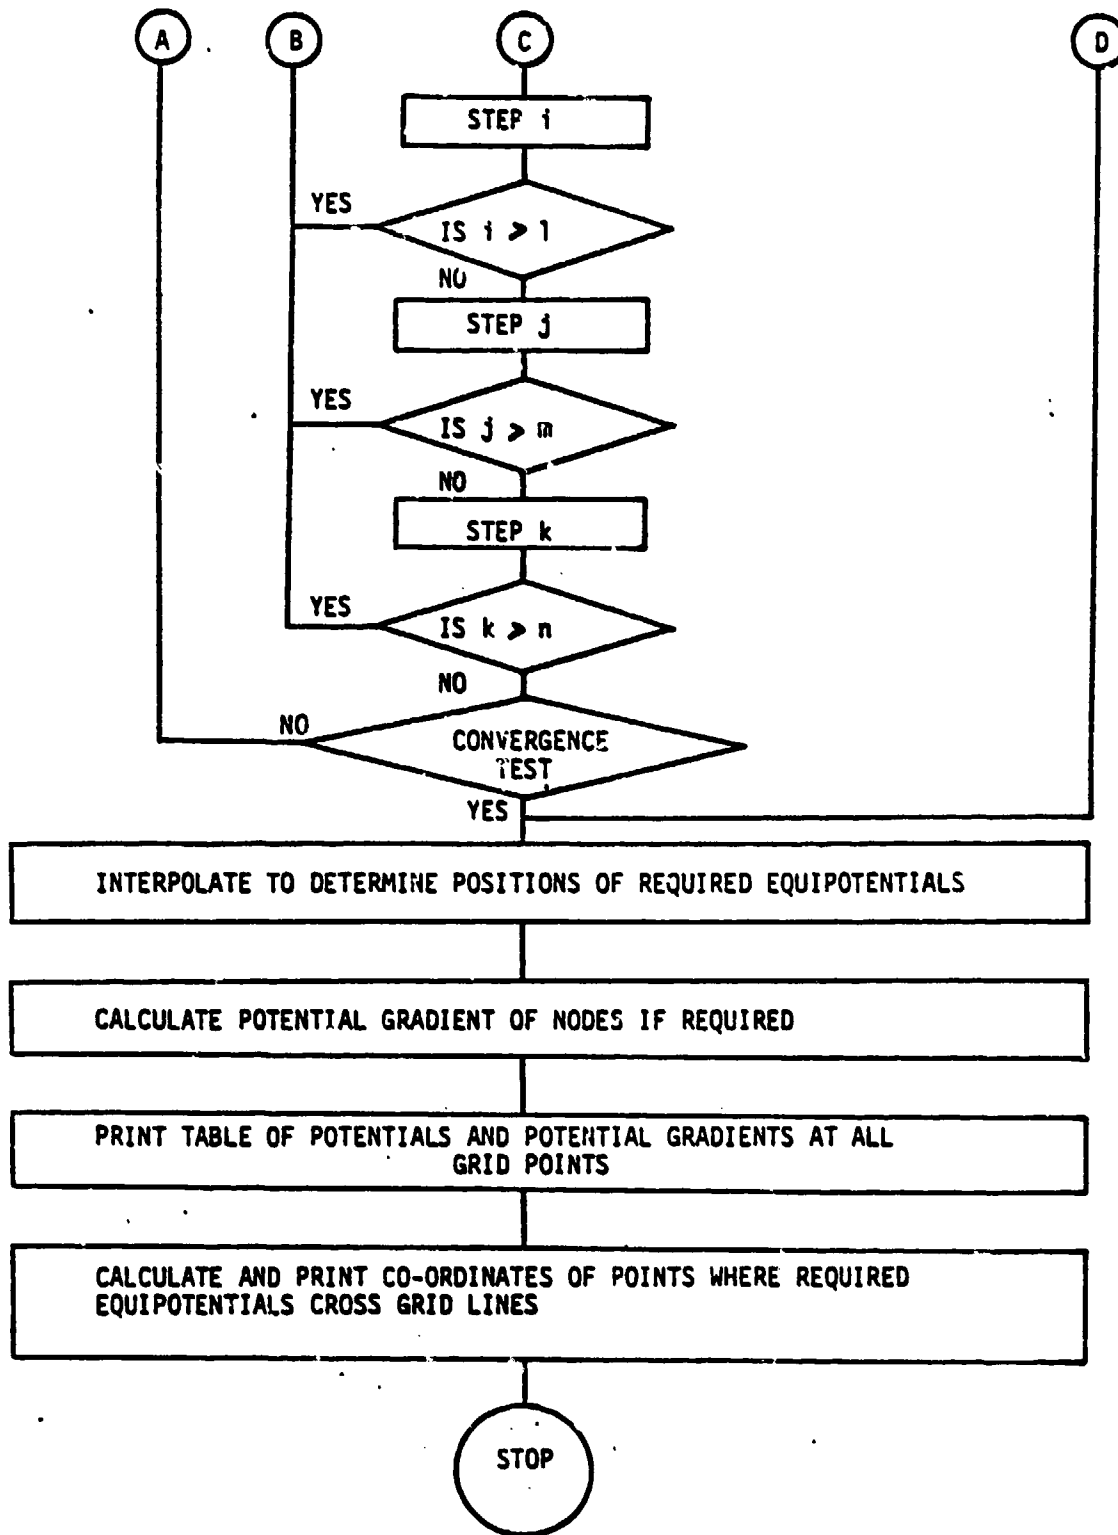 A B C D
STEP i
YES
IS i > l
NO
STEP j
YES
IS j > m
NO
STEP k
YES
IS k > n
NO
NO
CONVERGENCE
TEST
YES
INTERPOLATE TO DETERMINE POSITIONS OF REQUIRED EQUIPOTENTIALS
CALCULATE POTENTIAL GRADIENT OF NODES IF REQUIRED
PRINT TABLE OF POTENTIALS AND POTENTIAL GRADIENTS AT ALL
GRID POINTS
CALCULATE AND PRINT CO-ORDINATES OF POINTS WHERE REQUIRED
EQUIPOTENTIALS CROSS GRID LINES
STOP